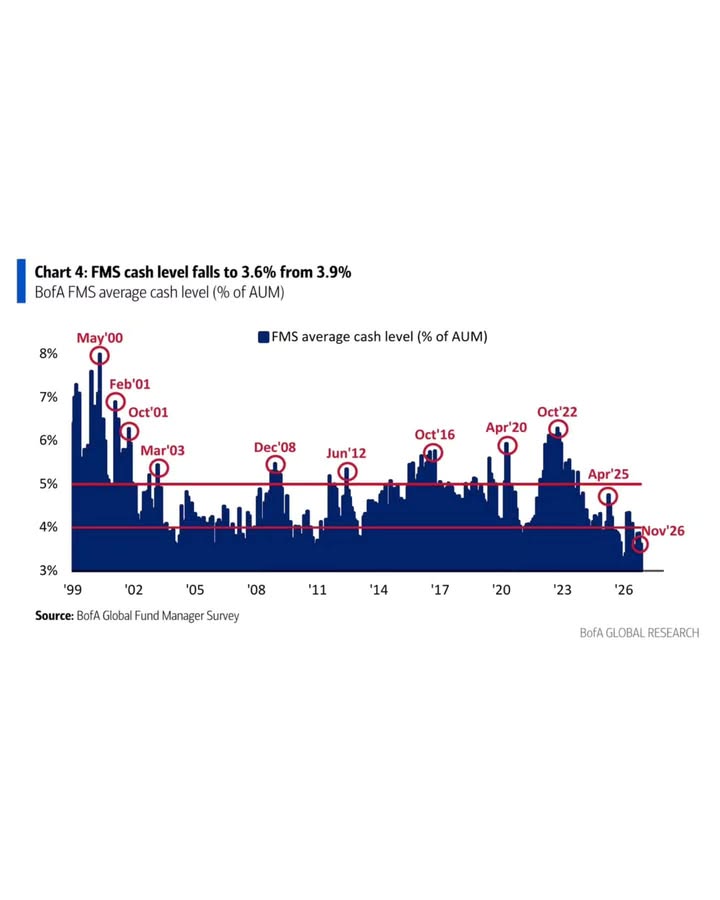 Chart 4: FMS cash level falls to 3.6% from 3.9%
BofA FMS average cash level (% of AUM)
FMS average cash level (% of AUM)
May'00
Feb'01
Oct'01
Mar'03
Dec'08
Jun'12
Oct'16
Apr'20
Oct'22
Apr'25
Nov'26
8%
7%
6%
5%
4%
3%
'99 '02 '05 '08 '11 '14 '17 '20 '23 '26
Source: BofA Global Fund Manager Survey
BofA GLOBAL RESEARCH